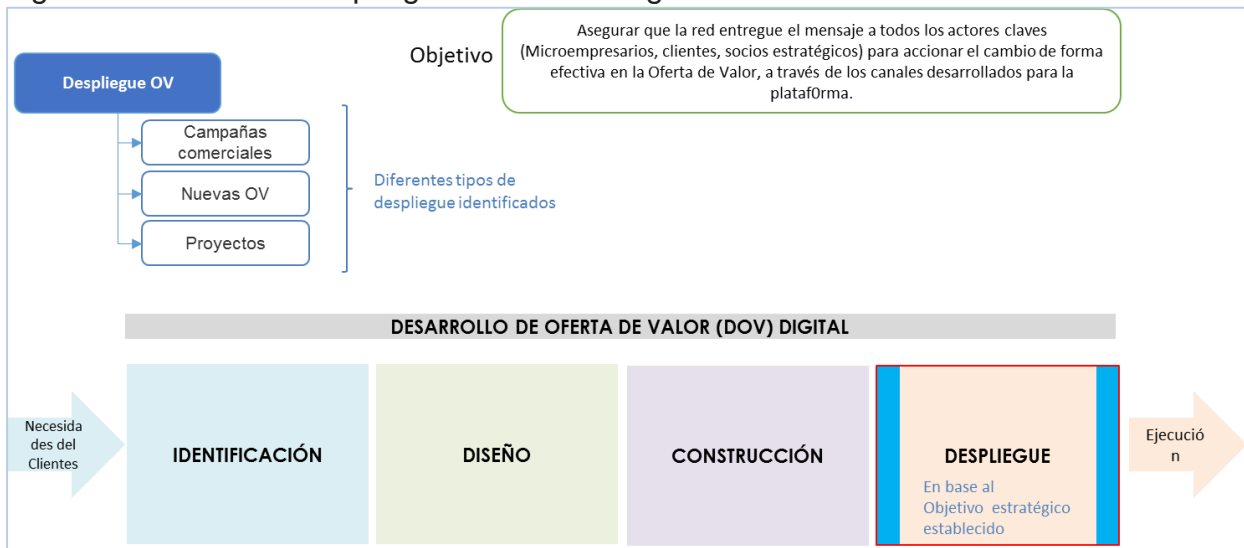 Objetivo
Asegurar que la red entregue el mensaje a todos los actores claves
(Microempresarios, clientes, socios estratégicos) para accionar el cambio de forma
efectiva en la Oferta de Valor, a través de los canales desarrollados para la
plataf0rma.
Despliegue OV
Campañas
comerciales
Nuevas OV
Proyectos
Diferentes tipos de
despliegue identificados
DESARROLLO DE OFERTA DE VALOR (DOV) DIGITAL
Necesida
des del
Clientes
IDENTIFICACIÓN
DISEÑO
CONSTRUCCIÓN
DESPLIEGUE
En base al
Objetivo estratégico
establecido
Ejecució
n